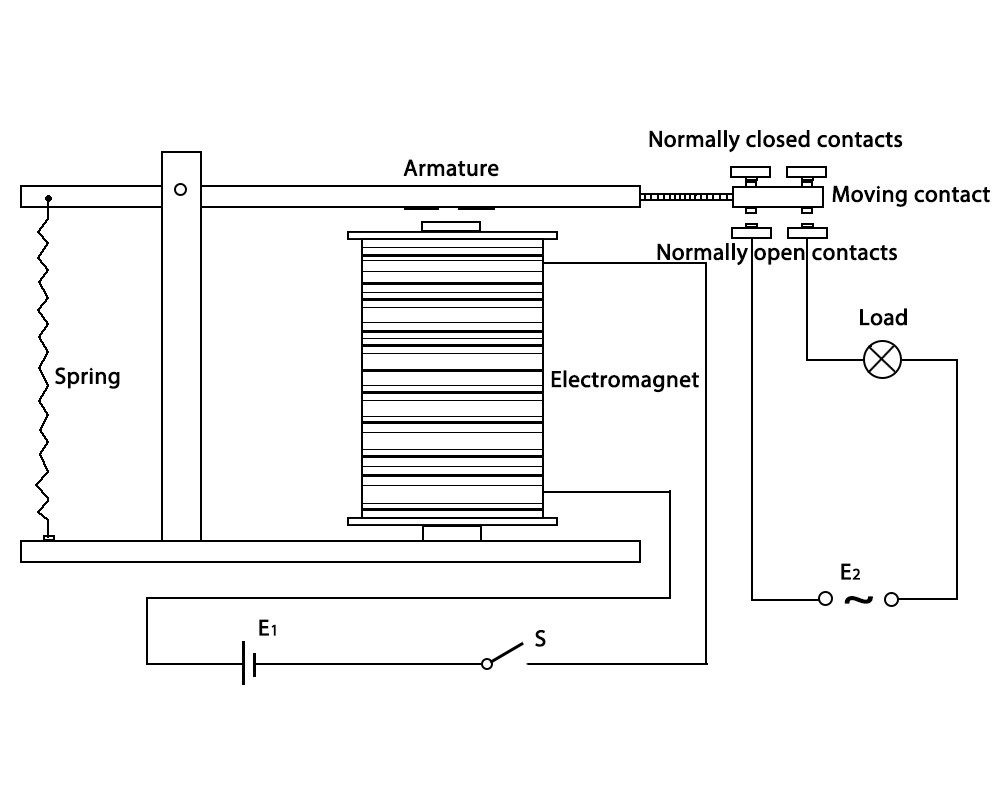 Normally closed contacts
Armature
Moving contact
Normally open contacts
Load
Spring
Electromagnet
E₂
~
E₁
S